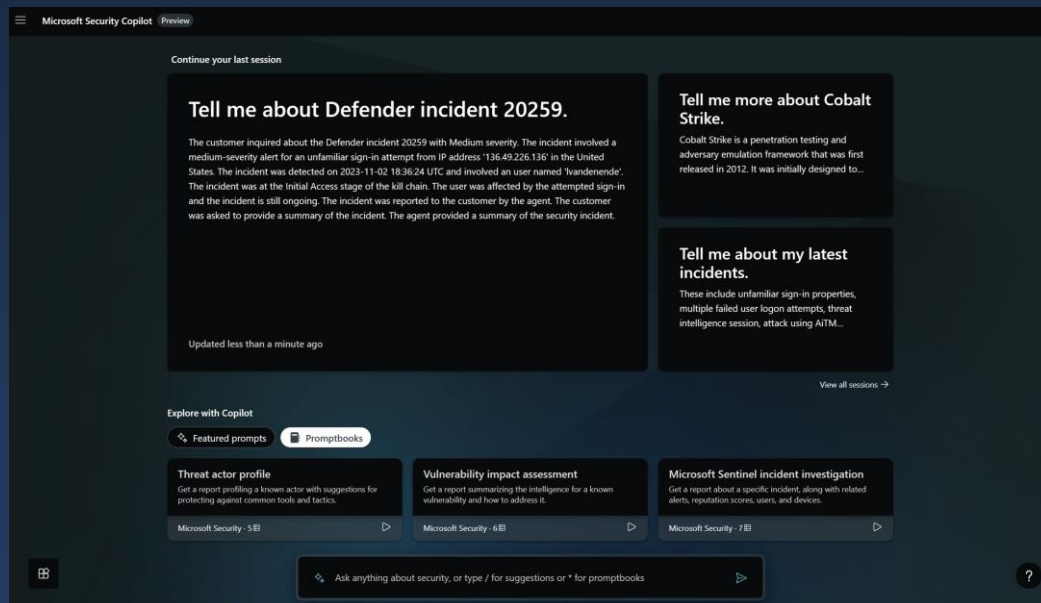 Microsoft Security Copilot Preview
Continue your last session
Tell me about Defender incident 20259.
The customer inquired about the Defender incident 20259 with Medium severity. The incident involved a
medium-severity alert for an unfamiliar sign-in attempt from IP address '136.49.226.136' in the United
States. The incident was detected on 2023-11-02 18:36:24 UTC and involved an user named 'lvandenende'.
The incident was at the Initial Access stage of the kill chain. The user was affected by the attempted sign-in
and the incident is still ongoing. The incident was reported to the customer by the agent. The customer
was asked to provide a summary of the incident. The agent provided a summary of the security incident.
Updated less than a minute ago
Tell me more about Cobalt
Strike.
Cobalt Strike is a penetration testing and
adversary emulation framework that was first
released in 2012. It was initially designed to...
Tell me about my latest
incidents.
These include unfamiliar sign-in properties,
multiple failed user logon attempts, threat
intelligence session, attack using AiTM...
View all sessions →
Explore with Copilot
Featured prompts Promptbooks
Threat actor profile
Get a report profiling a known actor with suggestions for
protecting against common tools and tactics.
Microsoft Security · 5
Vulnerability impact assessment
Get a report summarizing the intelligence for a known
vulnerability and how to address it.
Microsoft Security · 6
Microsoft Sentinel incident investigation
Get a report about a specific incident, along with related
alerts, reputation scores, users, and devices.
Microsoft Security · 7
Ask anything about security, or type / for suggestions or * for promptbooks
?